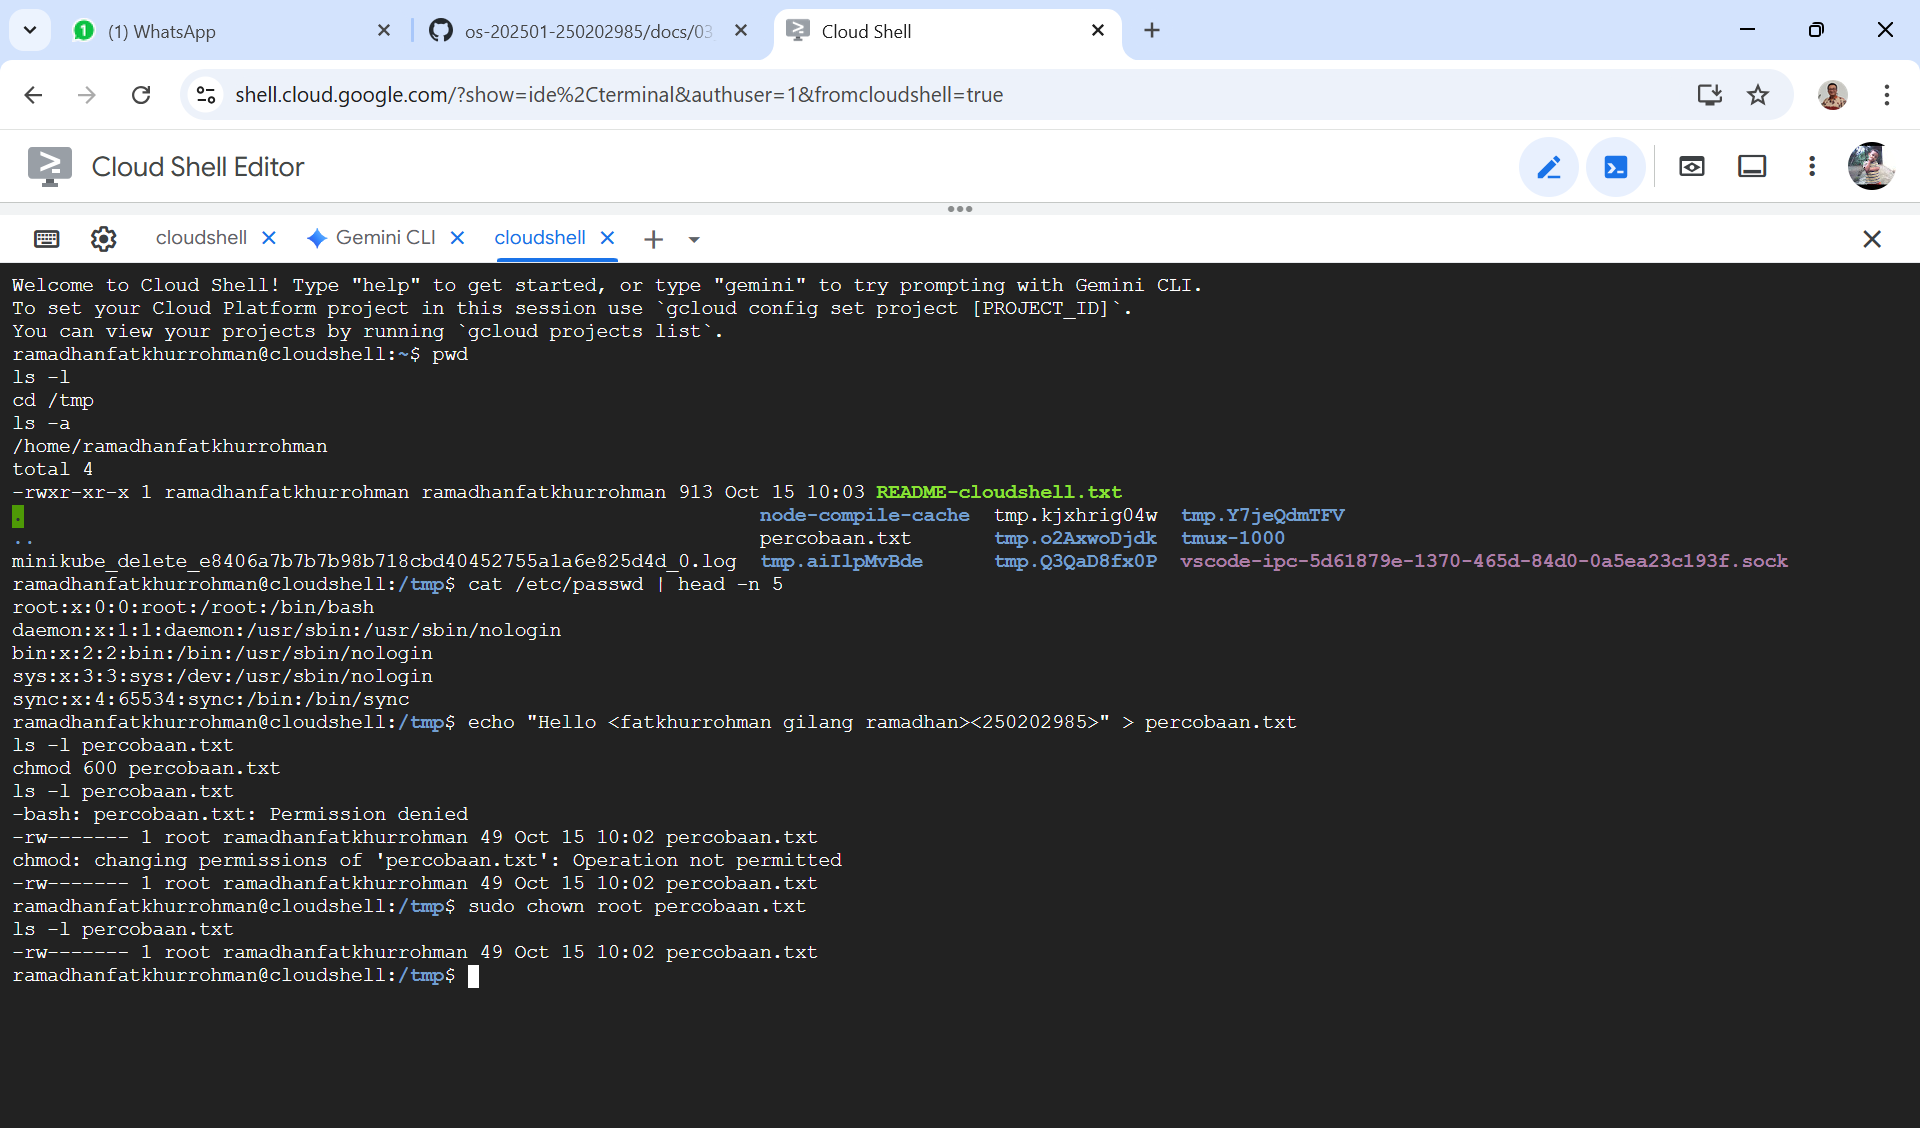 (1) WhatsApp
os-202501-250202985/docs/03
Cloud Shell
shell.cloud.google.com/?show=ide%2Cterminal&authuser=1&fromcloudshell=true
Cloud Shell Editor
cloudshell
Gemini CLI
cloudshell
Welcome to Cloud Shell! Type "help" to get started, or type "gemini" to try prompting with Gemini CLI.
To set your Cloud Platform project in this session use `gcloud config set project [PROJECT_ID]`.
You can view your projects by running `gcloud projects list`.
ramadhanfatkhurrohman@cloudshell:~$ pwd
ls -l
cd /tmp
ls -a
/home/ramadhanfatkhurrohman
total 4
-rwxr-xr-x 1 ramadhanfatkhurrohman ramadhanfatkhurrohman 913 Oct 15 10:03 README-cloudshell.txt
. node-compile-cache tmp.kjxhrig04w tmp.Y7jeQdmTFV
.. percobaan.txt tmp.o2AxwoDjdk tmux-1000
minikube_delete_e8406a7b7b7b98b718cbd40452755a1a6e825d4d_0.log tmp.aiIlpMvBde tmp.Q3QaD8fx0P vscode-ipc-5d61879e-1370-465d-84d0-0a5ea23c193f.sock
ramadhanfatkhurrohman@cloudshell:/tmp$ cat /etc/passwd | head -n 5
root:x:0:0:root:/root:/bin/bash
daemon:x:1:1:daemon:/usr/sbin:/usr/sbin/nologin
bin:x:2:2:bin:/bin:/usr/sbin/nologin
sys:x:3:3:sys:/dev:/usr/sbin/nologin
sync:x:4:65534:sync:/bin:/bin/sync
ramadhanfatkhurrohman@cloudshell:/tmp$ echo "Hello <fatkhurrohman gilang ramadhan><250202985>" > percobaan.txt
ls -l percobaan.txt
chmod 600 percobaan.txt
ls -l percobaan.txt
-bash: percobaan.txt: Permission denied
-rw------- 1 root ramadhanfatkhurrohman 49 Oct 15 10:02 percobaan.txt
chmod: changing permissions of 'percobaan.txt': Operation not permitted
-rw------- 1 root ramadhanfatkhurrohman 49 Oct 15 10:02 percobaan.txt
ramadhanfatkhurrohman@cloudshell:/tmp$ sudo chown root percobaan.txt
ls -l percobaan.txt
-rw------- 1 root ramadhanfatkhurrohman 49 Oct 15 10:02 percobaan.txt
ramadhanfatkhurrohman@cloudshell:/tmp$